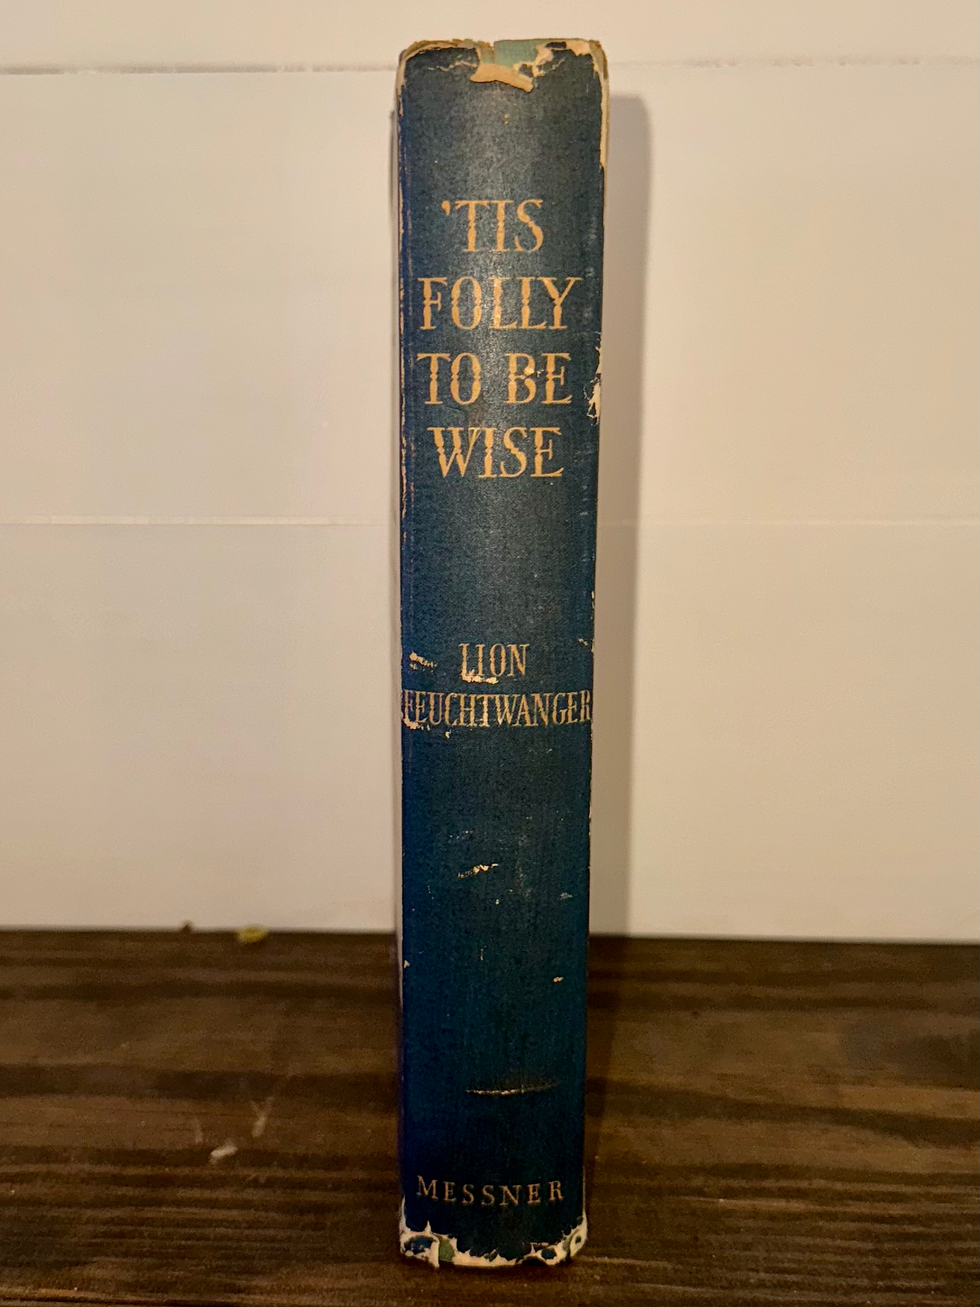 'TIS
FOLLY
TO BE
WISE
LION
FEUCHTWANGER
MESSNER